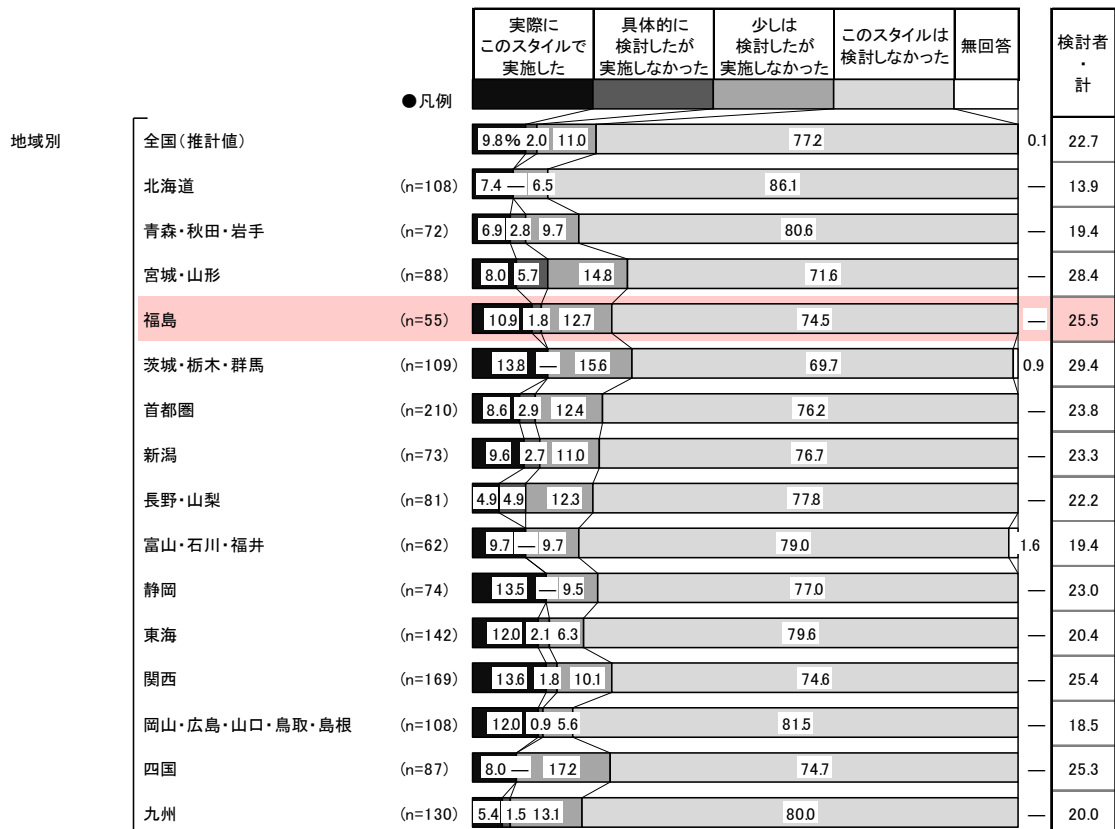 実際に
このスタイルで
実施した
具体的に
検討したが
実施しなかった
少しは
検討したが
実施しなかった
このスタイルは
検討しなかった
無回答
検討者
・
計
●凡例
地域別
全国(推計値) 9.8% 2.0 11.0 77.2 0.1 22.7
北海道 (n=108) 7.4 — 6.5 86.1 — 13.9
青森・秋田・岩手 (n=72) 6.9 2.8 9.7 80.6 — 19.4
宮城・山形 (n=88) 8.0 5.7 14.8 71.6 — 28.4
福島 (n=55) 10.9 1.8 12.7 74.5 — 25.5
茨城・栃木・群馬 (n=109) 13.8 — 15.6 69.7 0.9 29.4
首都圏 (n=210) 8.6 2.9 12.4 76.2 — 23.8
新潟 (n=73) 9.6 2.7 11.0 76.7 — 23.3
長野・山梨 (n=81) 4.9 4.9 12.3 77.8 — 22.2
富山・石川・福井 (n=62) 9.7 — 9.7 79.0 1.6 19.4
静岡 (n=74) 13.5 — 9.5 77.0 — 23.0
東海 (n=142) 12.0 2.1 6.3 79.6 — 20.4
関西 (n=169) 13.6 1.8 10.1 74.6 — 25.4
岡山・広島・山口・鳥取・島根 (n=108) 12.0 0.9 5.6 81.5 — 18.5
四国 (n=87) 8.0 — 17.2 74.7 — 25.3
九州 (n=130) 5.4 1.5 13.1 80.0 — 20.0